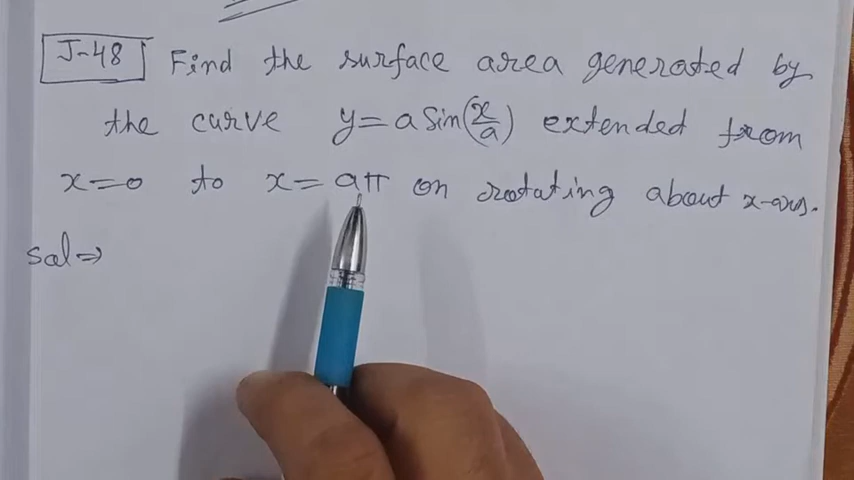 J-48 Find the surface area generated by
the curve y = a sin(x/a) extended from
x=0 to x=aπ on rotating about x-axis.
sol⇒